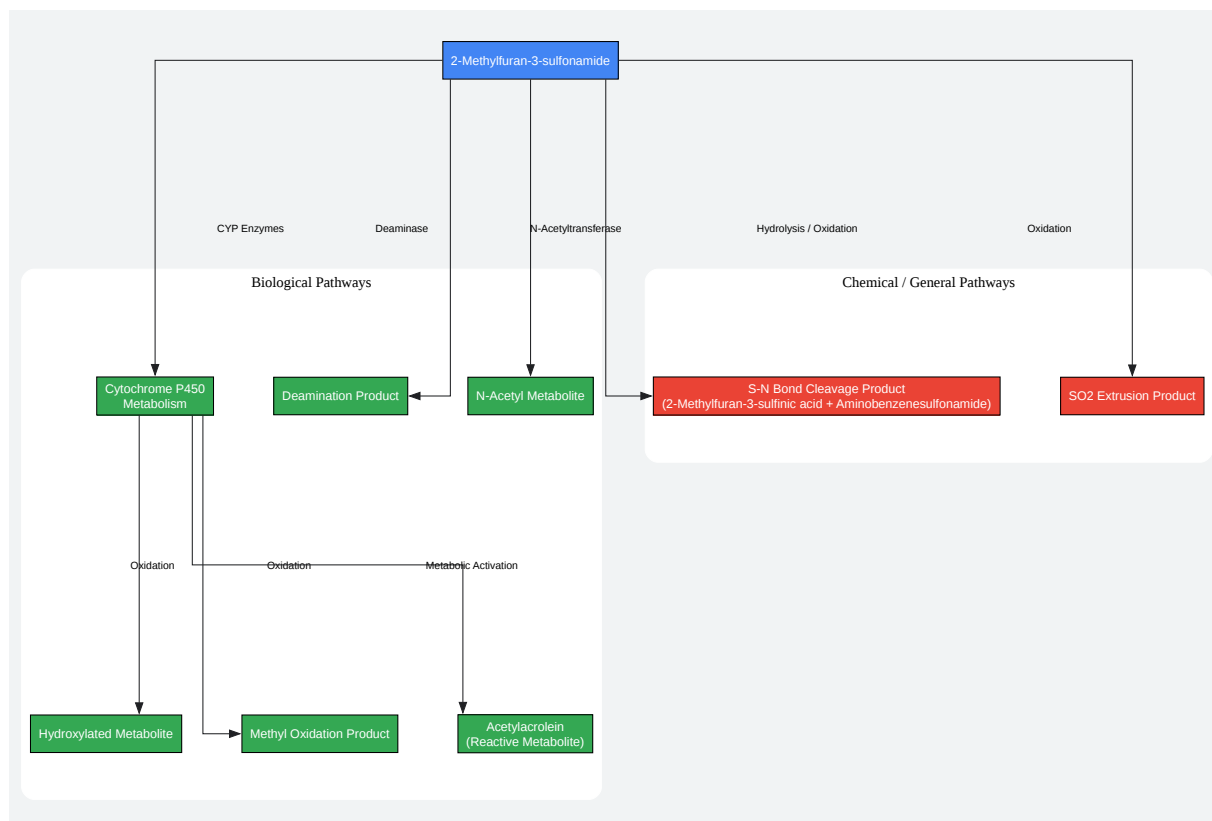 2-Methylfuran-3-sulfonamide
CYP Enzymes
Deaminase
N-Acetyltransferase
Hydrolysis / Oxidation
Oxidation
Biological Pathways
Chemical / General Pathways
Cytochrome P450
Metabolism
Deamination Product
N-Acetyl Metabolite
S-N Bond Cleavage Product
(2-Methylfuran-3-sulfinic acid + Aminobenzenesulfonamide)
SO2 Extrusion Product
Oxidation
Oxidation
Metabolic Activation
Hydroxylated Metabolite
Methyl Oxidation Product
Acetylacrolein
(Reactive Metabolite)